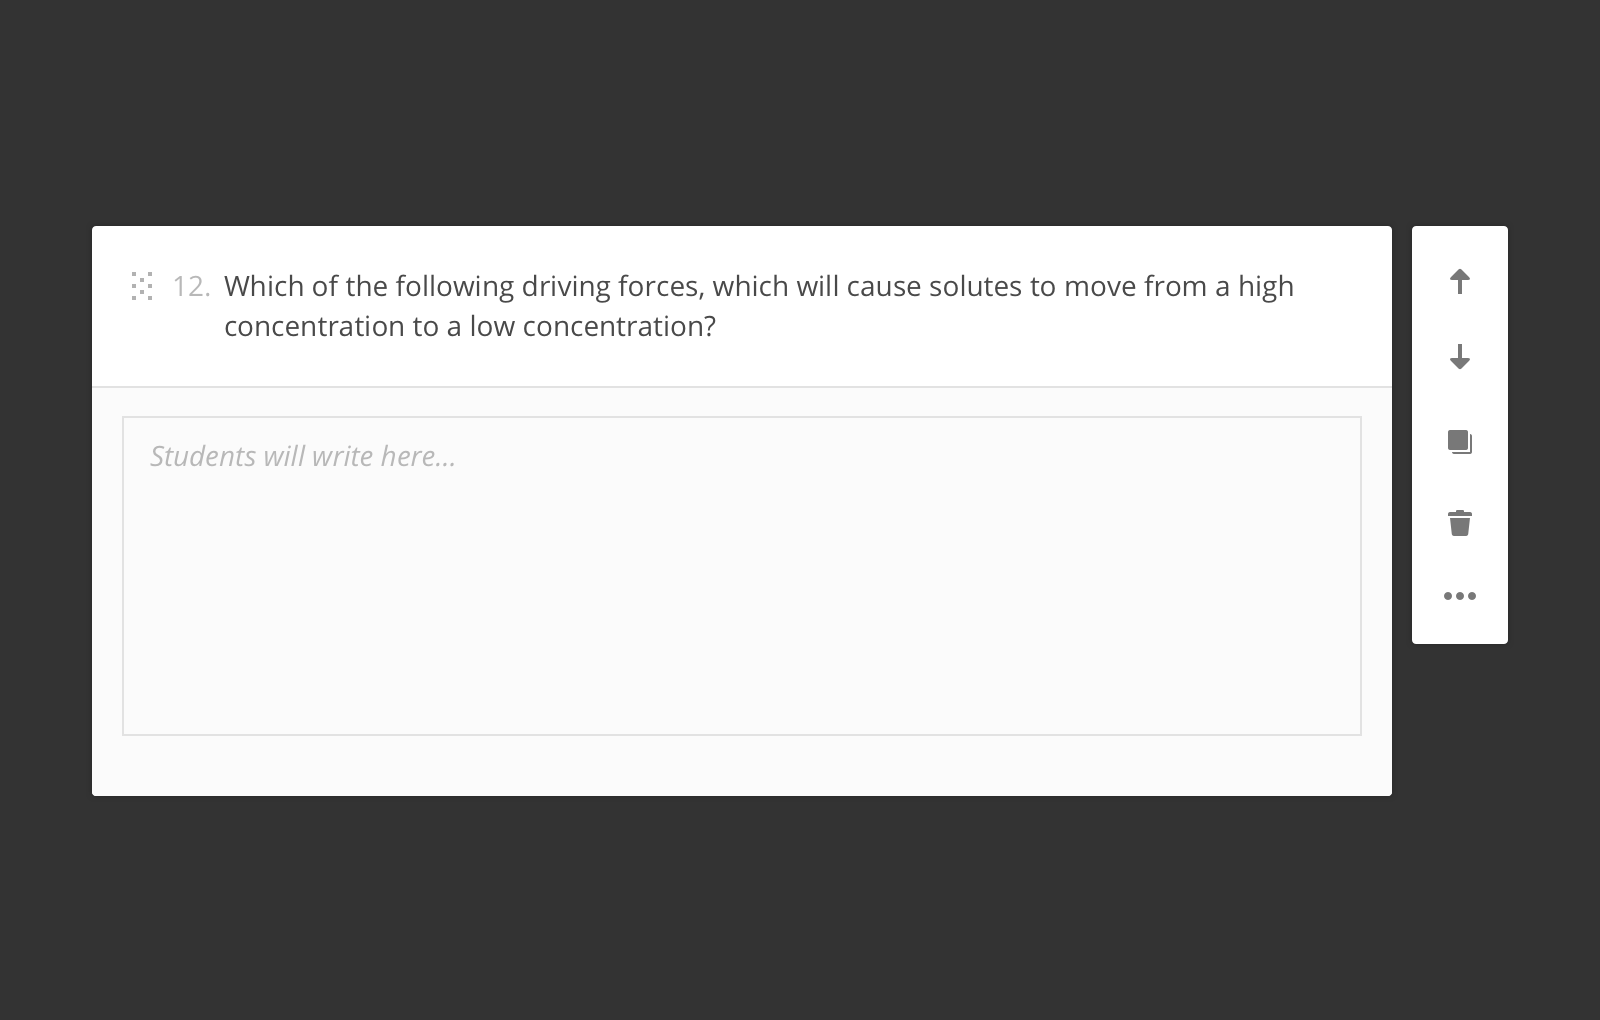 12. Which of the following driving forces, which will cause solutes to move from a high
concentration to a low concentration?
Students will write here...